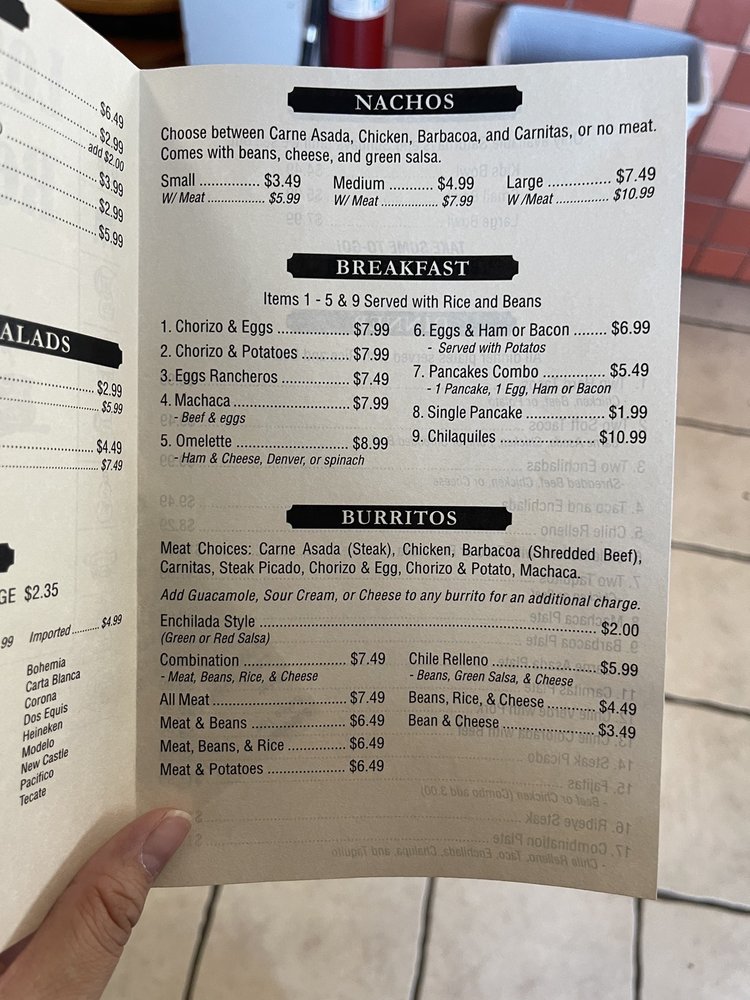 $6.49
$2.99
add $2.00
$3.99
$2.99
$5.99
ALADS
$2.99
$5.99
$4.49
$7.49
GE $2.35
99 Imported ......... $4.99
Bohemia
Carta Blanca
Corona
Dos Equis
Heineken
Modelo
New Castle
Pacifico
Tecate
NACHOS
Choose between Carne Asada, Chicken, Barbacoa, and Carnitas, or no meat.
Comes with beans, cheese, and green salsa.
Small .............. $3.49 Medium ........... $4.99 Large ............... $7.49
W/ Meat ................. $5.99 W/ Meat ................. $7.99 W /Meat ................ $10.99
BREAKFAST
Items 1 - 5 & 9 Served with Rice and Beans
1. Chorizo & Eggs .................. $7.99
2. Chorizo & Potatoes ............. $7.99
3. Eggs Rancheros .................. $7.49
4. Machaca ............................ $7.99
- Beef & eggs
5. Omelette ............................ $8.99
- Ham & Cheese, Denver, or spinach
6. Eggs & Ham or Bacon ........ $6.99
- Served with Potatos
7. Pancakes Combo ................ $5.49
- 1 Pancake, 1 Egg, Ham or Bacon
8. Single Pancake .................... $1.99
9. Chilaquiles ........................ $10.99
BURRITOS
Meat Choices: Carne Asada (Steak), Chicken, Barbacoa (Shredded Beef),
Carnitas, Steak Picado, Chorizo & Egg, Chorizo & Potato, Machaca.
Add Guacamole, Sour Cream, or Cheese to any burrito for an additional charge.
Enchilada Style ........................................................................ $2.00
(Green or Red Salsa)
Combination ........................ $7.49
- Meat, Beans, Rice, & Cheese
All Meat ............................... $7.49
Meat & Beans ...................... $6.49
Meat, Beans, & Rice ............. $6.49
Meat & Potatoes ................... $6.49
Chile Relleno ........................ $5.99
- Beans, Green Salsa, & Cheese
Beans, Rice, & Cheese .......... $4.49
Bean & Cheese ..................... $3.49